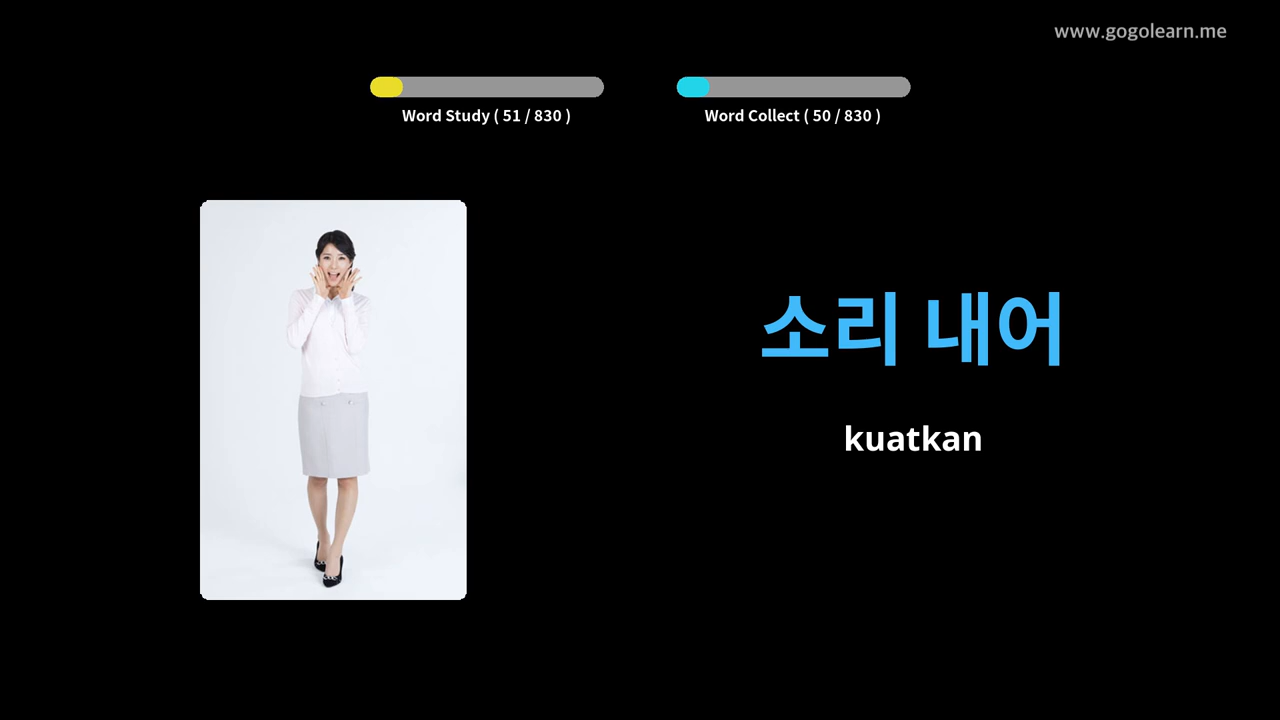 www.gogolearn.me
Word Study ( 51 / 830 )
Word Collect ( 50 / 830 )
소리 내어
kuatkan